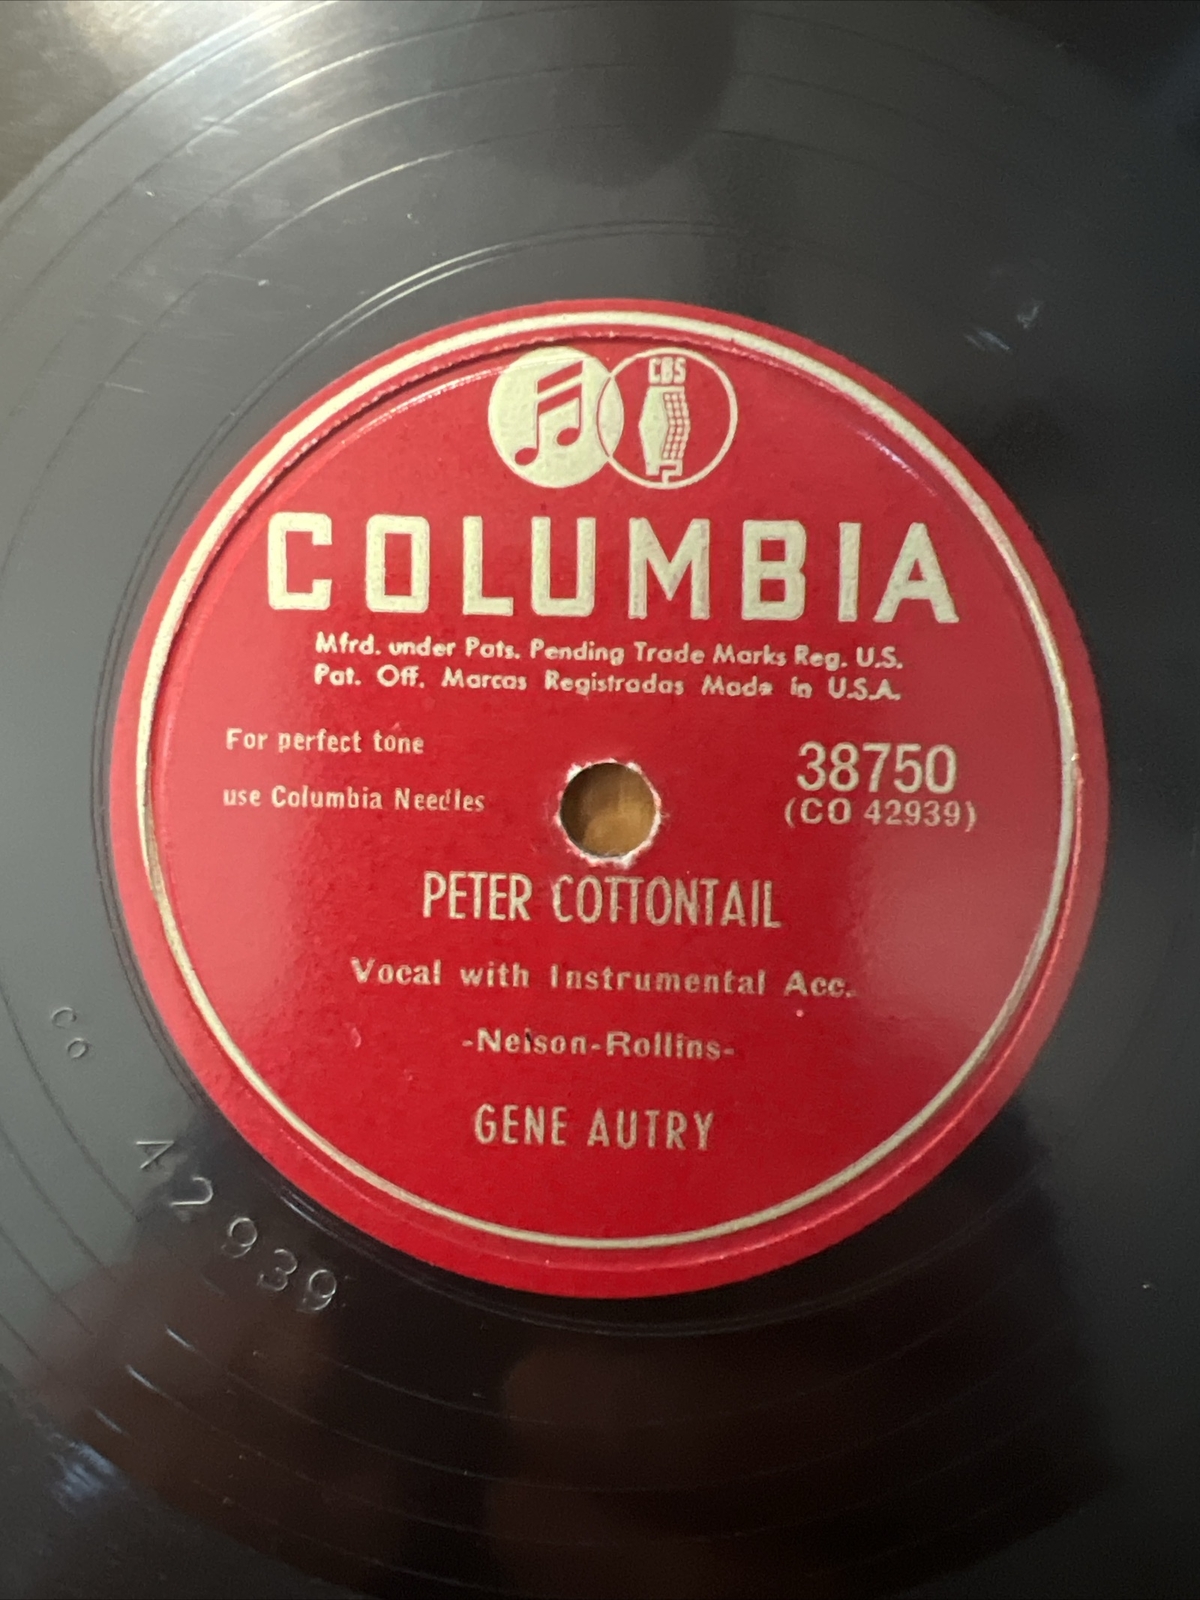 CBS
COLUMBIA
Mfrd. under Pats. Pending Trade Marks Reg. U.S.
Pat. Off. Marcas Registradas Made in U.S.A.
For perfect tone
use Columbia Needles
38750
(CO 42939)
PETER COTTONTAIL
Vocal with Instrumental Acc.
-Nelson-Rollins-
GENE AUTRY
CO 42939